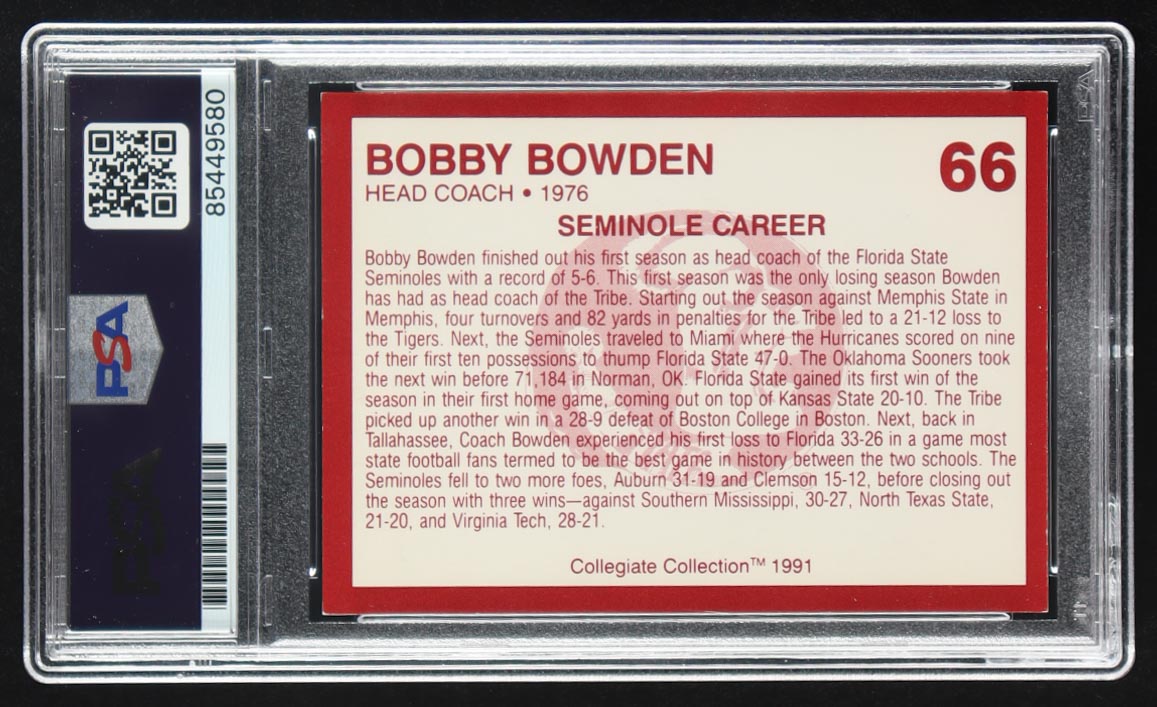 85449580
PSA
PSA
BOBBY BOWDEN
66
HEAD COACH • 1976
SEMINOLE CAREER
Bobby Bowden finished out his first season as head coach of the Florida State
Seminoles with a record of 5-6. This first season was the only losing season Bowden
has had as head coach of the Tribe. Starting out the season against Memphis State in
Memphis, four turnovers and 82 yards in penalties for the Tribe led to a 21-12 loss to
the Tigers. Next, the Seminoles traveled to Miami where the Hurricanes scored on nine
of their first ten possessions to thump Florida State 47-0. The Oklahoma Sooners took
the next win before 71,184 in Norman, OK. Florida State gained its first win of the
season in their first home game, coming out on top of Kansas State 20-10. The Tribe
picked up another win in a 28-9 defeat of Boston College in Boston. Next, back in
Tallahassee, Coach Bowden experienced his first loss to Florida 33-26 in a game most
state football fans termed to be the best game in history between the two schools. The
Seminoles fell to two more foes, Auburn 31-19 and Clemson 15-12, before closing out
the season with three wins—against Southern Mississippi, 30-27, North Texas State,
21-20, and Virginia Tech, 28-21.
Collegiate Collection™ 1991
PSA